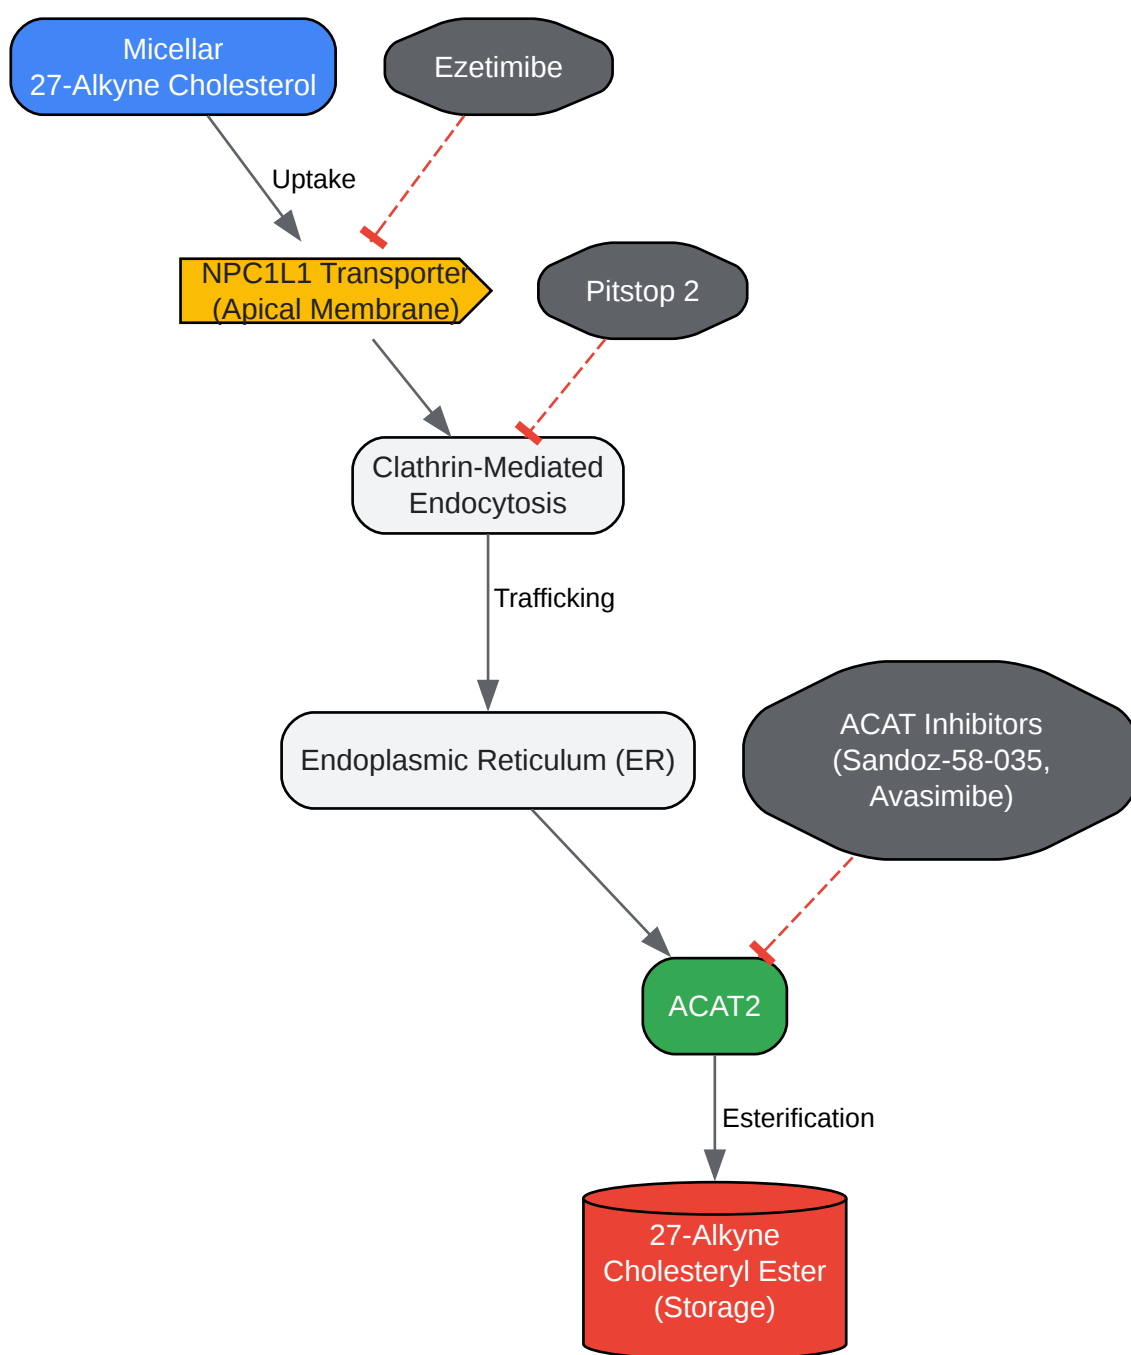 Micellar
27-Alkyne Cholesterol
Ezetimibe
Uptake
NPC1L1 Transporter
(Apical Membrane)
Pitstop 2
Clathrin-Mediated
Endocytosis
Trafficking
Endoplasmic Reticulum (ER)
ACAT Inhibitors
(Sandoz-58-035,
Avasimibe)
ACAT2
Esterification
27-Alkyne
Cholesteryl Ester
(Storage)